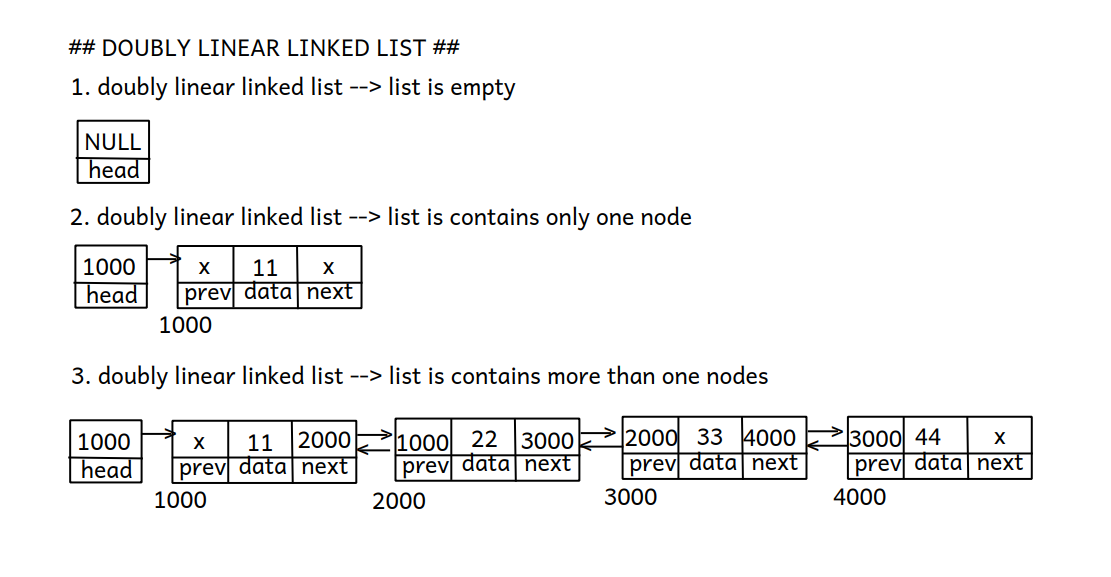 ## DOUBLY LINEAR LINKED LIST ##
1. doubly linear linked list --> list is empty
NULL
head
2. doubly linear linked list --> list is contains only one node
1000 x 11 x
head prev data next
1000
3. doubly linear linked list --> list is contains more than one nodes
1000 x 11 2000 1000 22 3000 2000 33 4000 3000 44 x
head prev data next prev data next prev data next prev data next
1000 2000 3000 4000